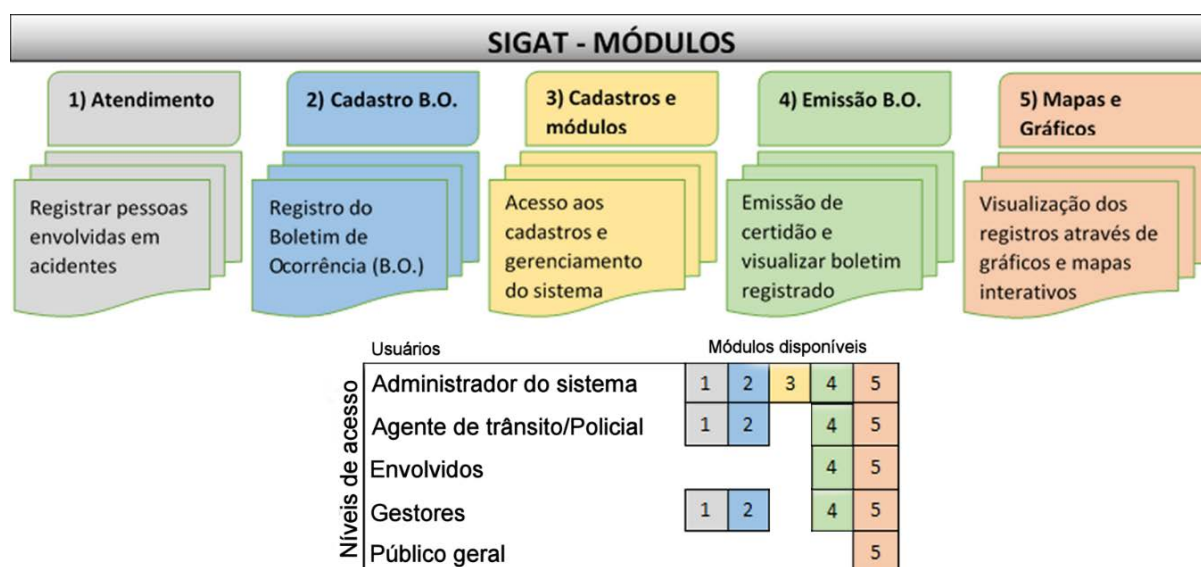 SIGAT - MÓDULOS
1) Atendimento
Registrar pessoas
envolvidas em
acidentes
2) Cadastro B.O.
Registro do
Boletim de
Ocorrência (B.O.)
3) Cadastros e
módulos
Acesso aos
cadastros e
gerenciamento
do sistema
4) Emissão B.O.
Emissão de
certidão e
visualizar boletim
registrado
5) Mapas e
Gráficos
Visualização dos
registros através de
gráficos e mapas
interativos
Níveis de acesso
Usuários Módulos disponíveis
Administrador do sistema 1 2 3 4 5
Agente de trânsito/Policial 1 2 4 5
Envolvidos 4 5
Gestores 1 2 4 5
Público geral 5